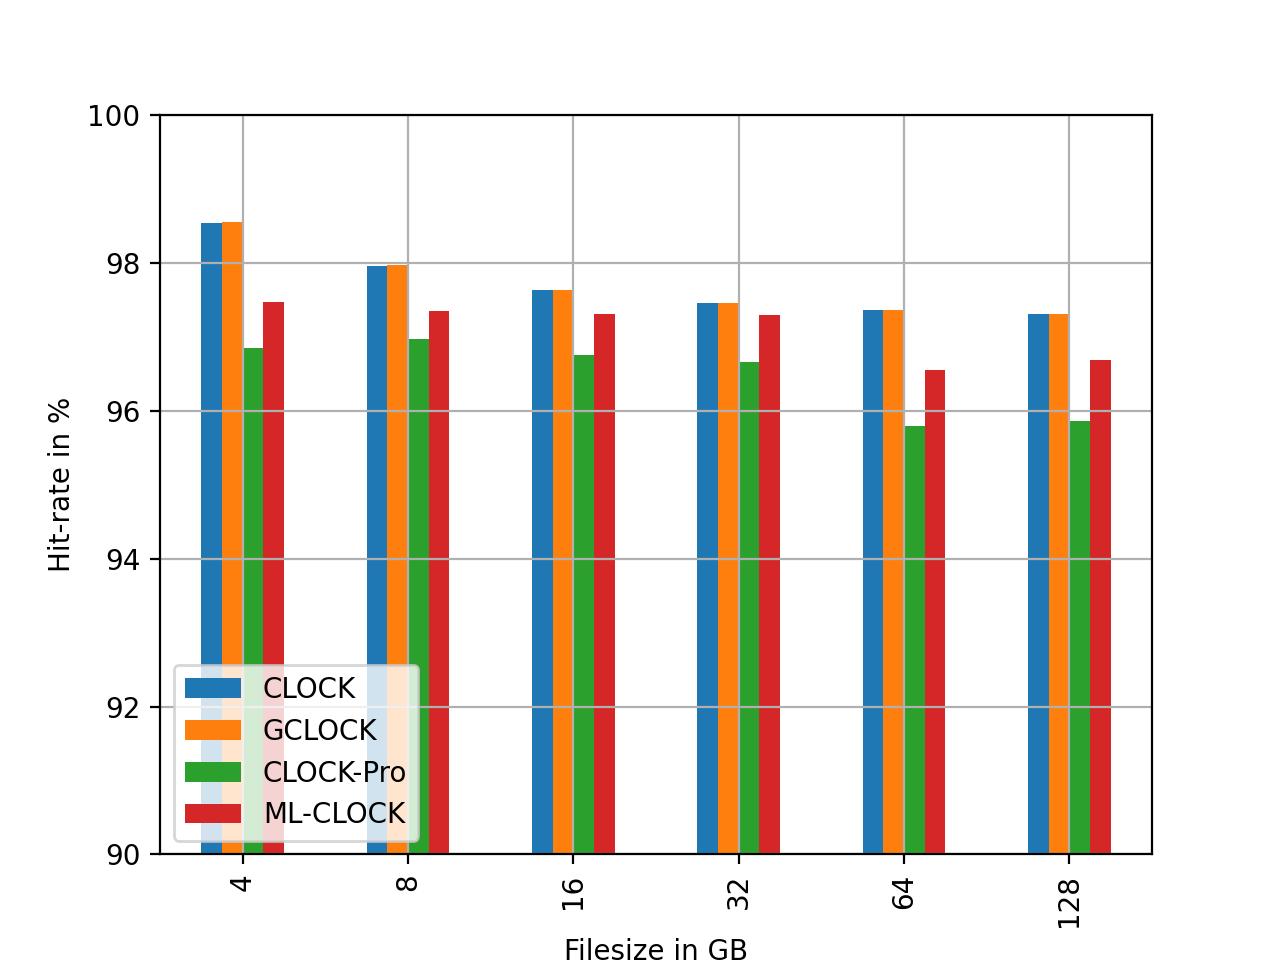 100
98
96
94
92
90
Hit-rate in %
CLOCK
GCLOCK
CLOCK-Pro
ML-CLOCK
4
8
16
32
64
128
Filesize in GB